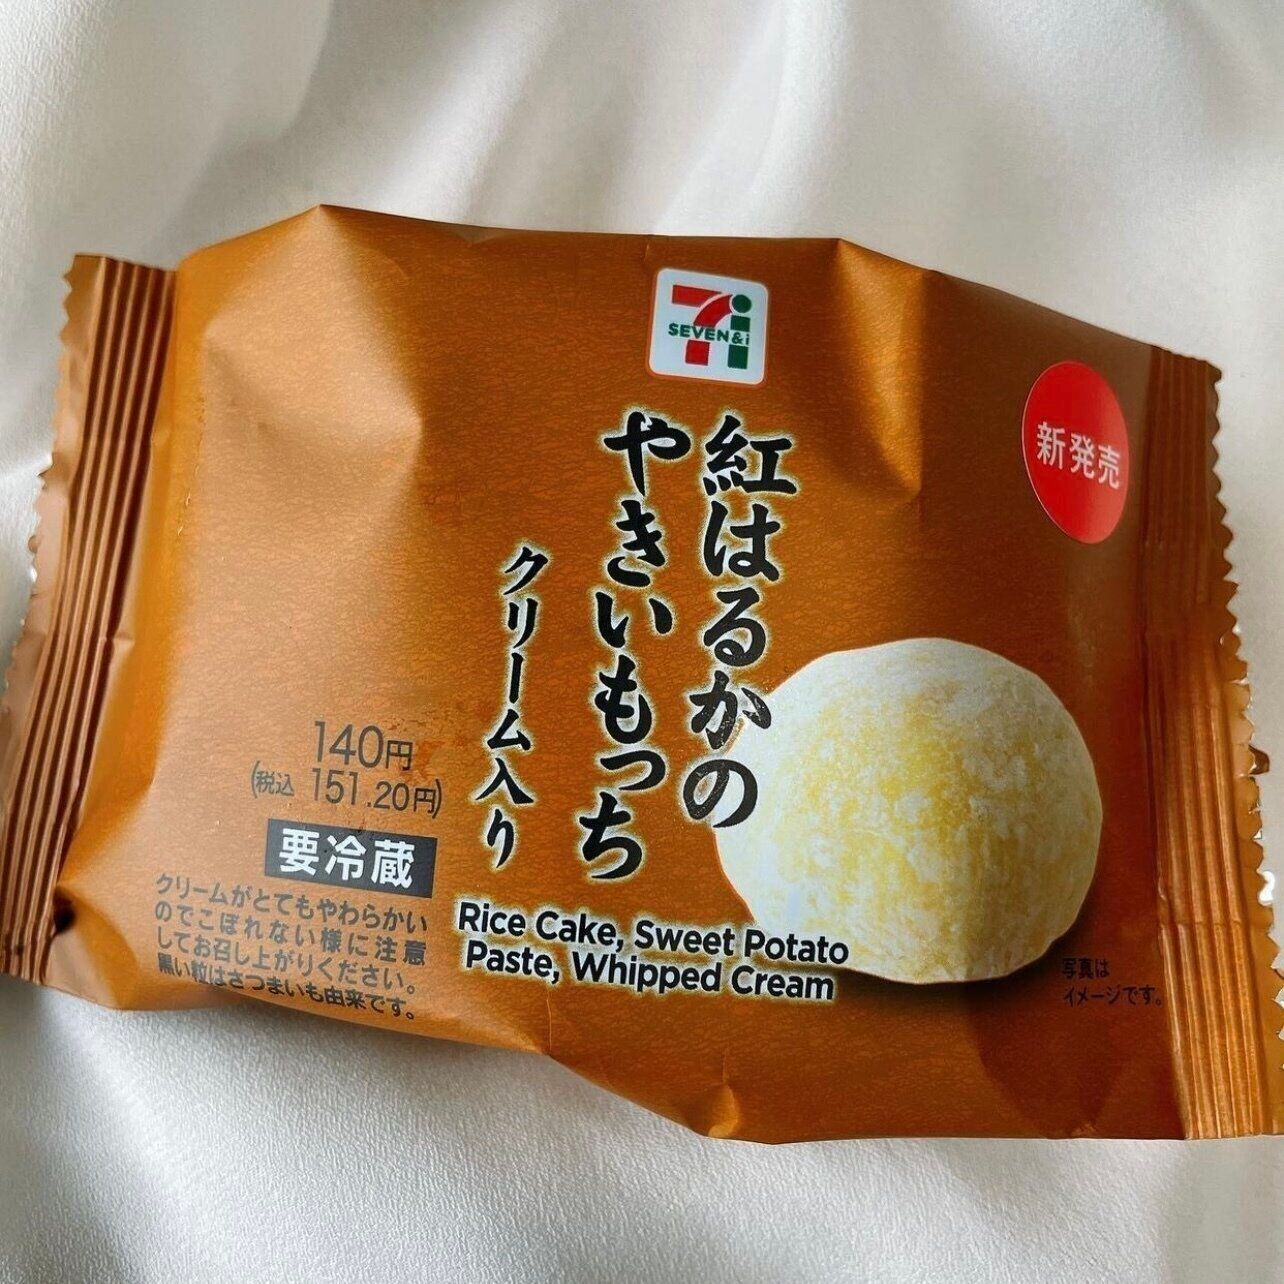 SEVEN&i
新発売
紅はるかの
やきいもっち
クリーム入り
140円
(税込 151.20円)
要冷蔵
クリームがとてもやわらかい
のでこぼれない様に注意
してお召し上がりください。
黒い粒はさつまいも由来です。
Rice Cake, Sweet Potato
Paste, Whipped Cream
写真は
イメージです。